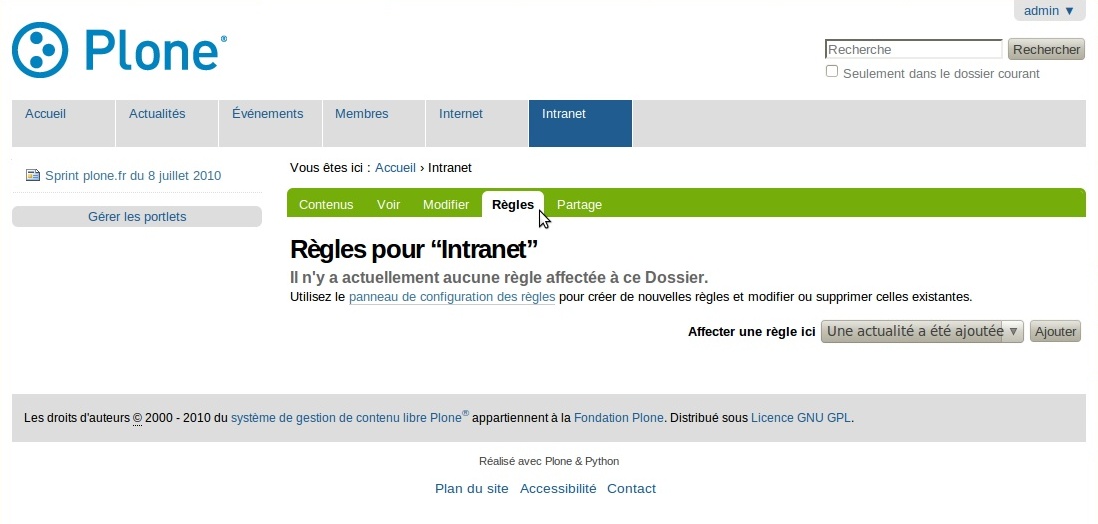 admin ▼
Plone®
Recherche
Rechercher
Seulement dans le dossier courant
Accueil
Actualités
Événements
Membres
Internet
Intranet
Sprint plone.fr du 8 juillet 2010
Gérer les portlets
Vous êtes ici : Accueil › Intranet
Contenus
Voir
Modifier
Règles
Partage
Règles pour “Intranet”
Il n'y a actuellement aucune règle affectée à ce Dossier.
Utilisez le panneau de configuration des règles pour créer de nouvelles règles et modifier ou supprimer celles existantes.
Affecter une règle ici
Une actualité a été ajoutée
Ajouter
Les droits d'auteurs © 2000 - 2010 du système de gestion de contenu libre Plone® appartiennent à la Fondation Plone. Distribué sous Licence GNU GPL.
Réalisé avec Plone & Python
Plan du site
Accessibilité
Contact